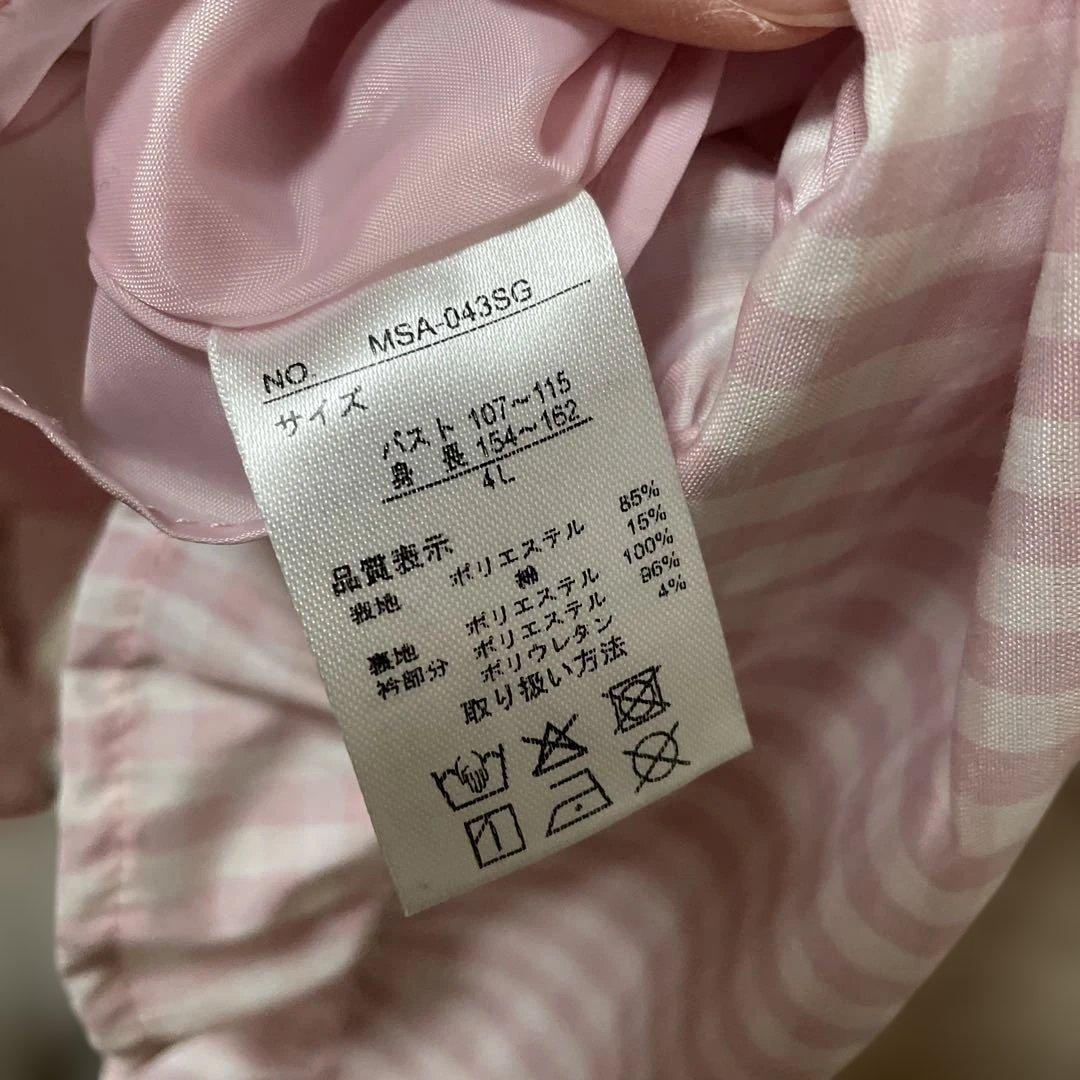 NO MSA-043SG
サイズ
バスト 107～115
身 長 154～162
4L
品質表示
表地 ポリエステル 85%
綿 15%
裏地 ポリエステル 100%
衿部分 ポリエステル 96%
ポリウレタン 4%
取り扱い方法